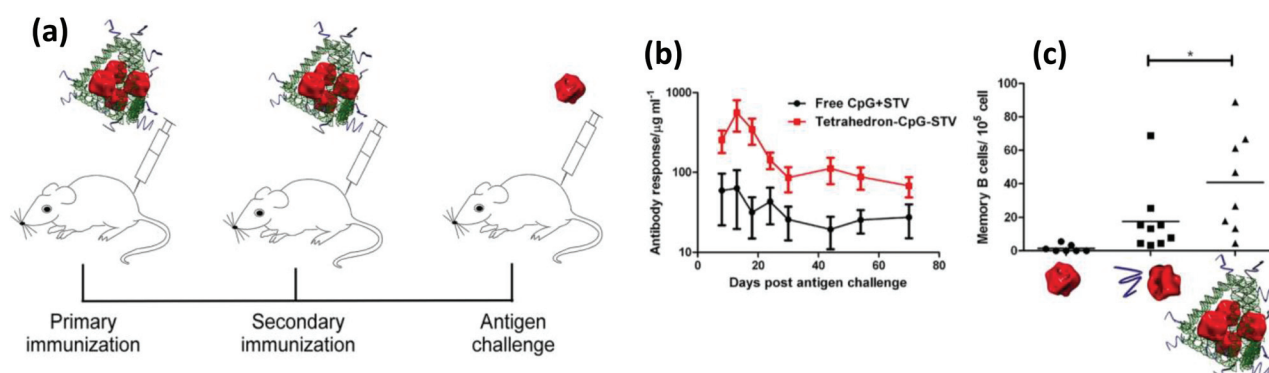 (a)
Primary
immunization
Secondary
immunization
Antigen
challenge
(b)
Antibody response/µg ml⁻¹
1000
100
10
Free CpG+STV
Tetrahedron-CpG-STV
0 20 40 60 80
Days post antigen challenge
(c)
*
Memory B cells/ 10⁵ cell
100
80
60
40
20
0